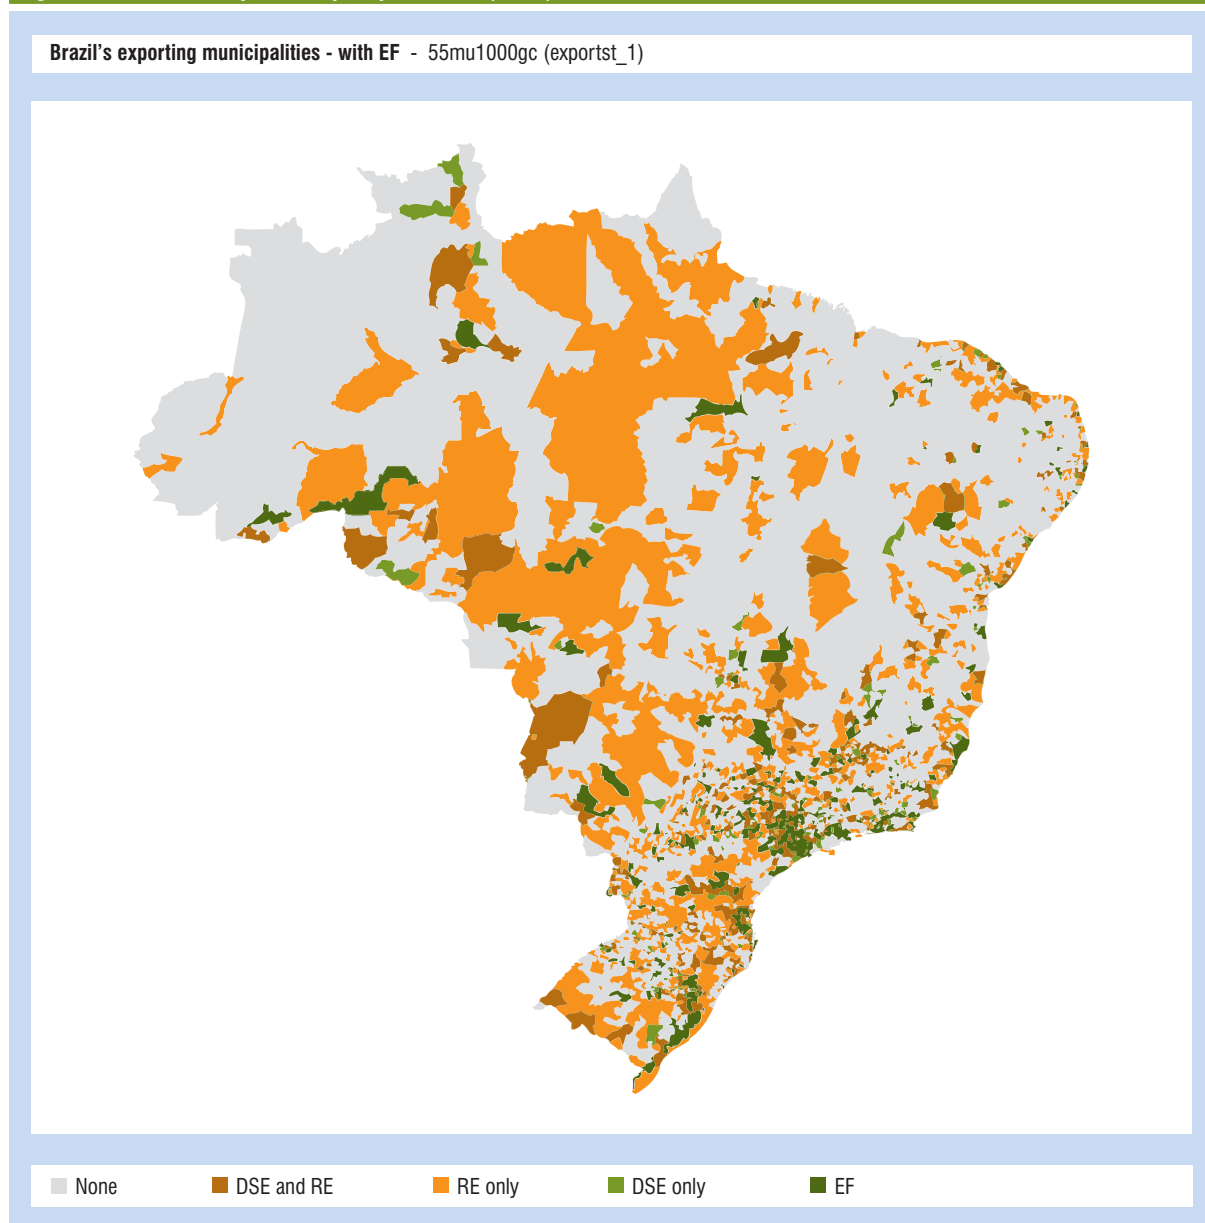 Brazil's exporting municipalities - with EF - 55mu1000gc (exportst_1)
None DSE and RE RE only DSE only EF